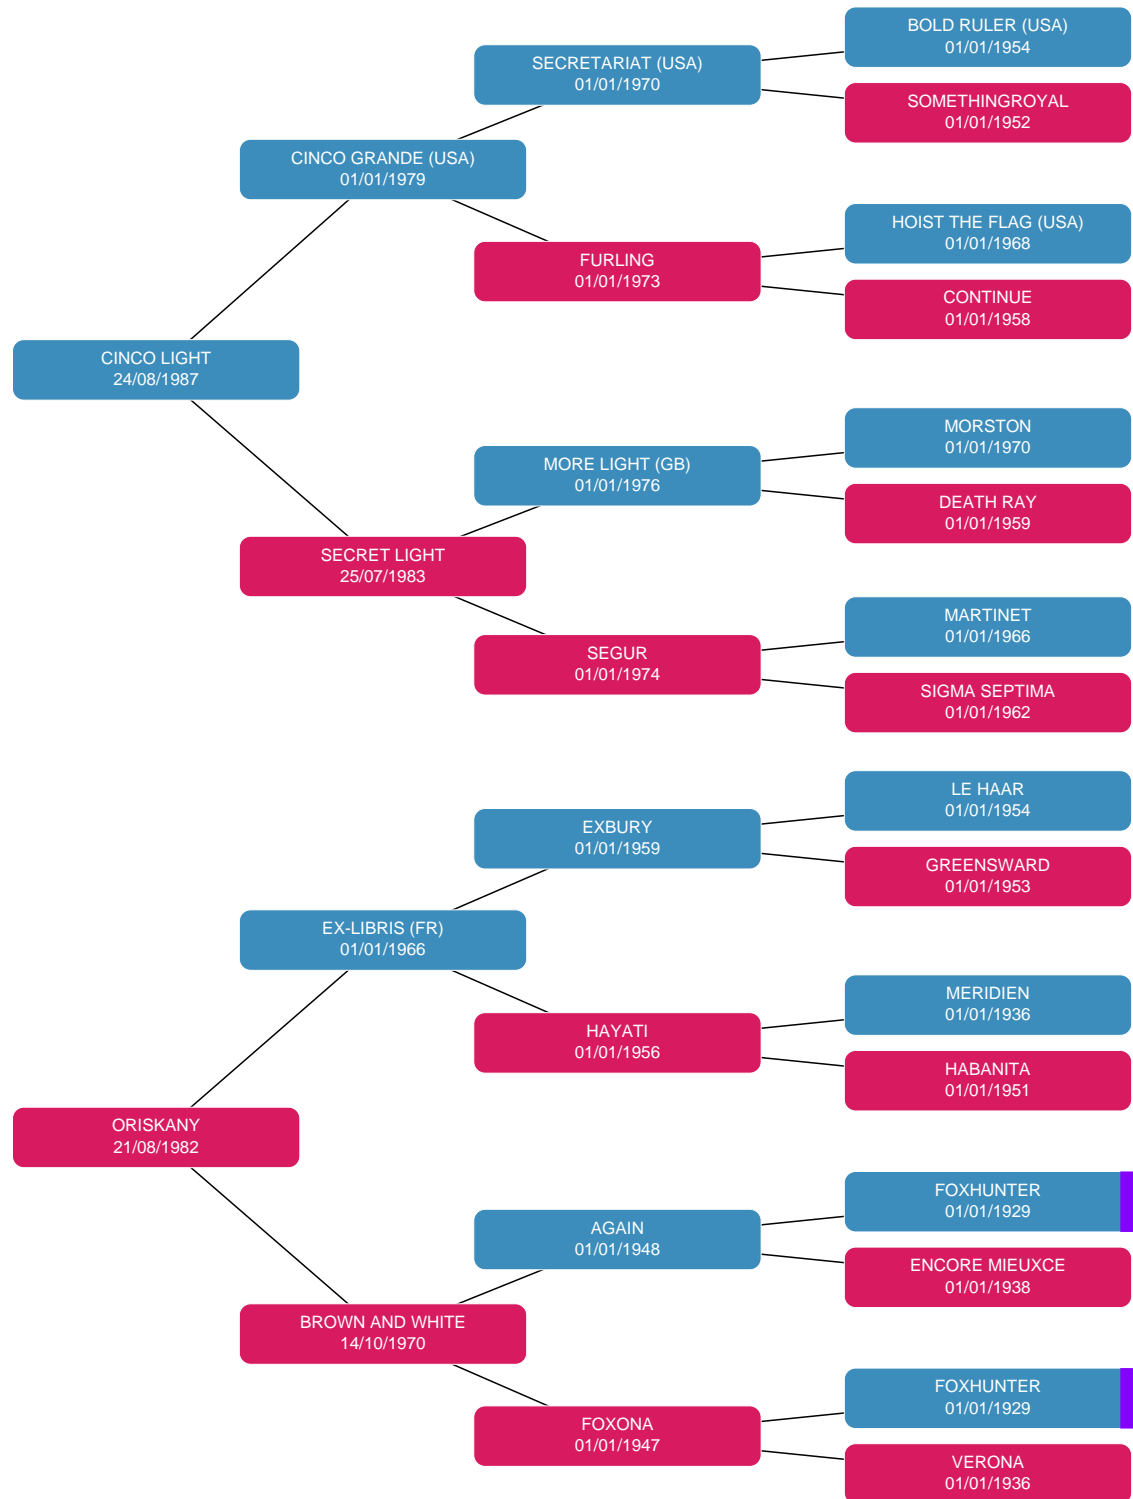 BOLD RULER (USA)
01/01/1954
SECRETARIAT (USA)
01/01/1970
SOMETHINGROYAL
01/01/1952
CINCO GRANDE (USA)
01/01/1979
HOIST THE FLAG (USA)
01/01/1968
FURLING
01/01/1973
CONTINUE
01/01/1958
CINCO LIGHT
24/08/1987
MORSTON
01/01/1970
MORE LIGHT (GB)
01/01/1976
DEATH RAY
01/01/1959
SECRET LIGHT
25/07/1983
MARTINET
01/01/1966
SEGUR
01/01/1974
SIGMA SEPTIMA
01/01/1962
LE HAAR
01/01/1954
EXBURY
01/01/1959
GREENSWARD
01/01/1953
EX-LIBRIS (FR)
01/01/1966
MERIDIEN
01/01/1936
HAYATI
01/01/1956
HABANITA
01/01/1951
ORISKANY
21/08/1982
FOXHUNTER
01/01/1929
AGAIN
01/01/1948
ENCORE MIEUXCE
01/01/1938
BROWN AND WHITE
14/10/1970
FOXHUNTER
01/01/1929
FOXONA
01/01/1947
VERONA
01/01/1936